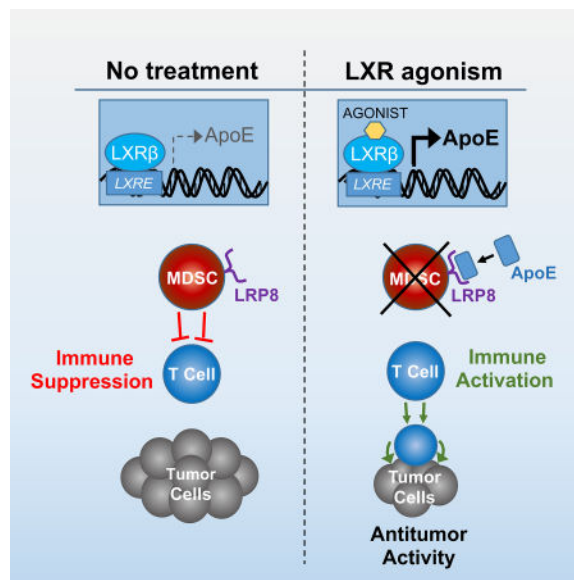 No treatment
LXR agonism
ApoE
LXRβ
LXRE
AGONIST
ApoE
LXRβ
LXRE
MDSC
LRP8
Immune
Suppression
T Cell
Tumor
Cells
MDSC
LRP8
ApoE
T Cell
Immune
Activation
Tumor
Cells
Antitumor
Activity